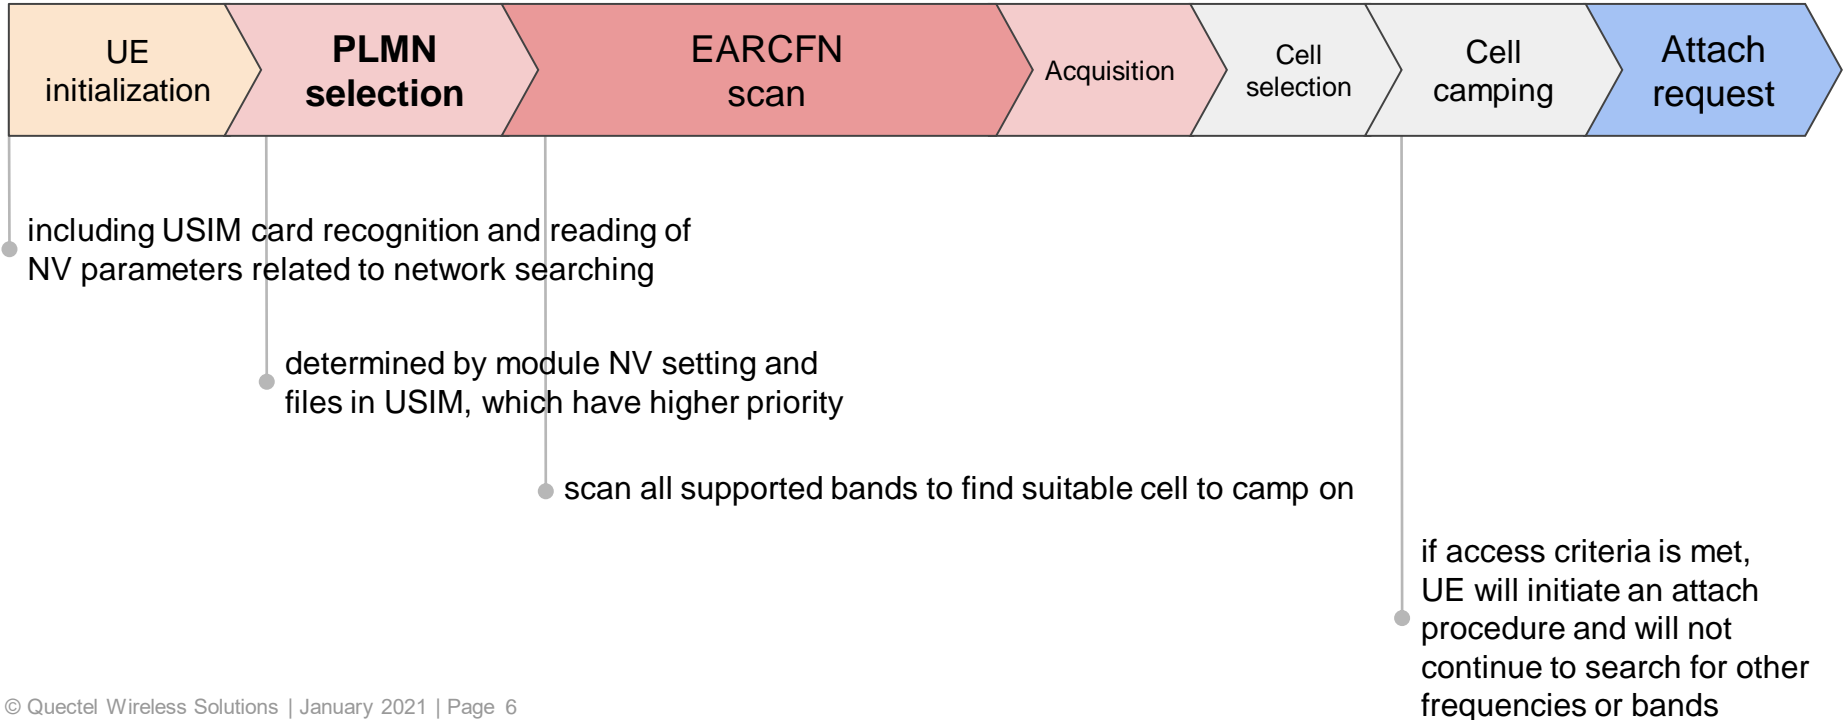 UE
initialization
PLMN
selection
EARCFN
scan
Acquisition
Cell
selection
Cell
camping
Attach
request
including USIM card recognition and reading of
NV parameters related to network searching
determined by module NV setting and
files in USIM, which have higher priority
scan all supported bands to find suitable cell to camp on
if access criteria is met,
UE will initiate an attach
procedure and will not
continue to search for other
frequencies or bands
© Quectel Wireless Solutions | January 2021 | Page 6